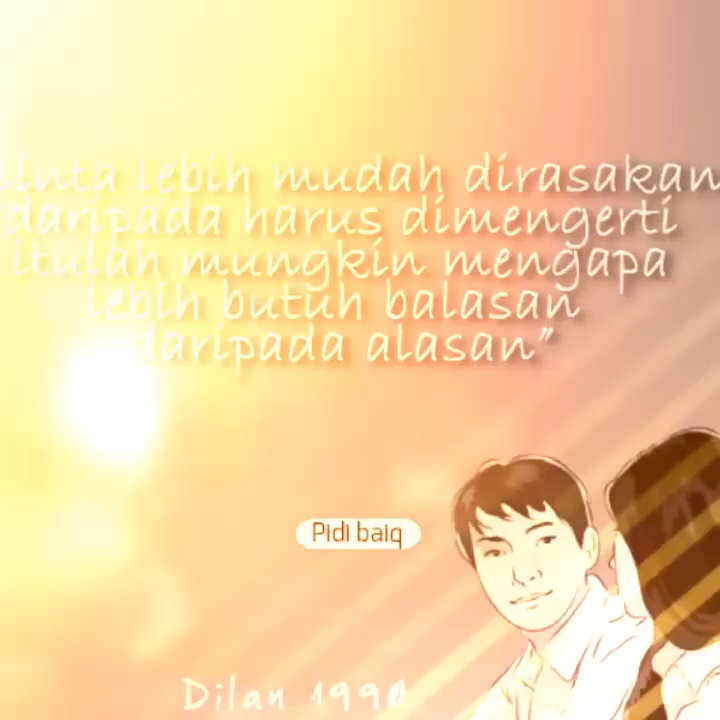 cinta lebih mudah dirasakan
daripada harus dimengerti
itulah mungkin mengapa
lebih butuh balasan
daripada alasan”
Pidi baiq
Dilan 1990